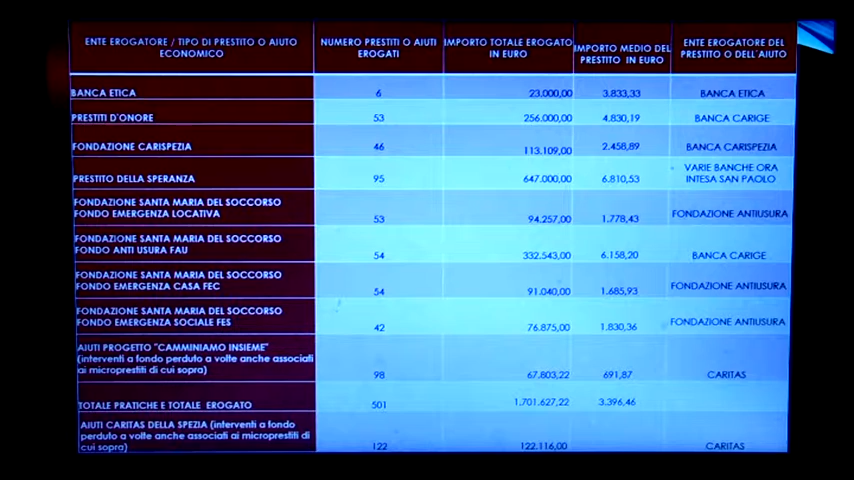 ENTE EROGATORE / TIPO DI PRESTITO O AIUTO
ECONOMICO
NUMERO PRESTITI O AIUTI
EROGATI
IMPORTO TOTALE EROGATO
IN EURO
IMPORTO MEDIO DEL
PRESTITO IN EURO
ENTE EROGATORE DEL
PRESTITO O DELL'AIUTO
BANCA ETICA
6
23.000,00
3.833,33
BANCA ETICA
PRESTITI D'ONORE
53
256.000,00
4.830,19
BANCA CARIGE
FONDAZIONE CARISPEZIA
46
113.109,00
2.458,89
BANCA CARISPEZIA
PRESTITO DELLA SPERANZA
95
647.000,00
6.810,53
VARIE BANCHE ORA
INTESA SAN PAOLO
FONDAZIONE SANTA MARIA DEL SOCCORSO
FONDO EMERGENZA LOCATIVA
53
94.257,00
1.778,43
FONDAZIONE ANTIUSURA
FONDAZIONE SANTA MARIA DEL SOCCORSO
FONDO ANTI USURA FAU
54
332.543,00
6.158,20
BANCA CARIGE
FONDAZIONE SANTA MARIA DEL SOCCORSO
FONDO EMERGENZA CASA FEC
54
91.040,00
1.685,93
FONDAZIONE ANTIUSURA
FONDAZIONE SANTA MARIA DEL SOCCORSO
FONDO EMERGENZA SOCIALE FES
42
76.875,00
1.830,36
FONDAZIONE ANTIUSURA
AIUTI PROGETTO "CAMMINIAMO INSIEME"
(interventi a fondo perduto a volte anche associati
ai microprestiti di cui sopra)
98
67.803,22
691,87
CARITAS
TOTALE PRATICHE E TOTALE EROGATO
501
1.701.627,22
3.396,46
AIUTI CARITAS DELLA SPEZIA (interventi a fondo
perduto a volte anche associati ai microprestiti di
cui sopra)
122
122.116,00
CARITAS